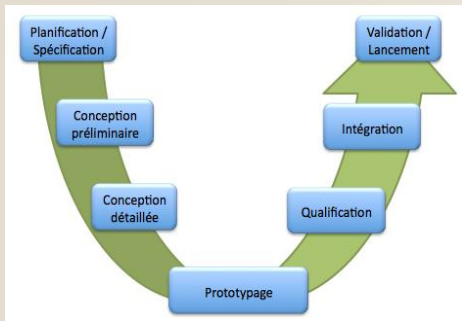 Planification /
Spécification
Conception
préliminaire
Conception
détaillée
Prototypage
Qualification
Intégration
Validation /
Lancement